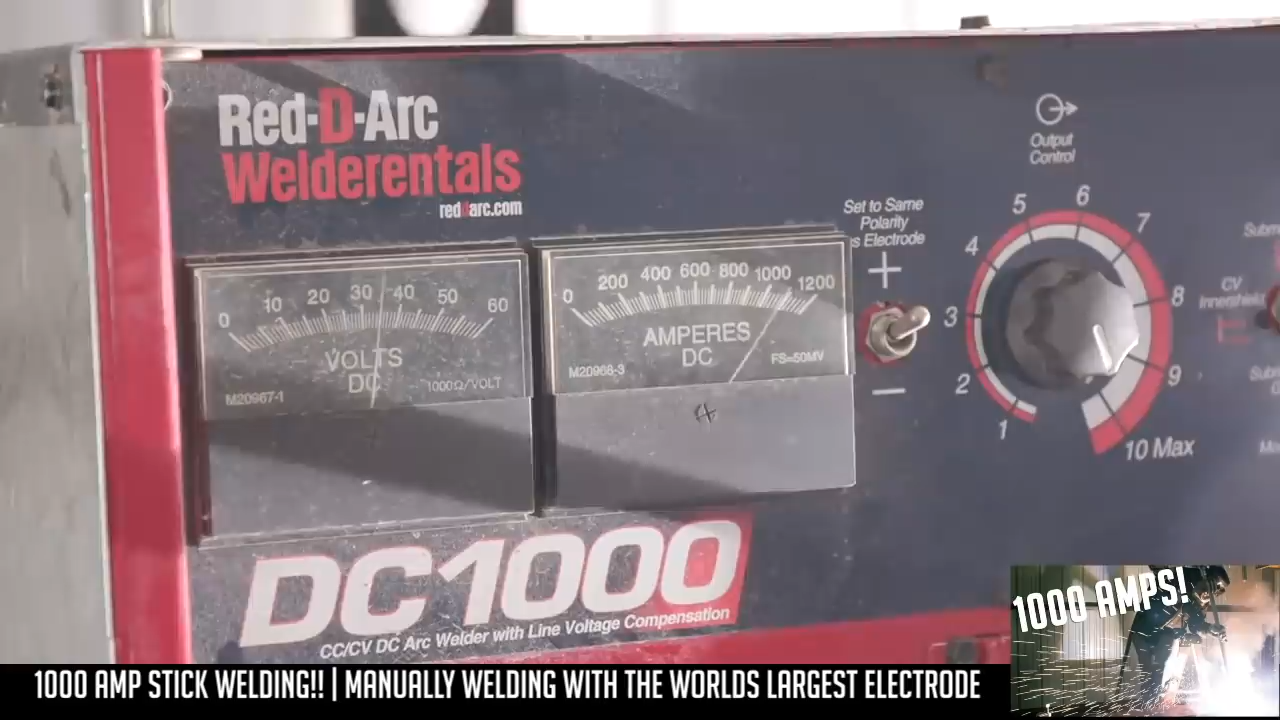 Red-D-Arc
Welderentals
reddarc.com
0 10 20 30 40 50 60
VOLTS
DC
M20967-1
1000Ω/VOLT
0 200 400 600 800 1000 1200
AMPERES
DC
M20968-3
FS=50MV
Set to Same
Polarity
as Electrode
+
−
Output
Control
1 2 3 4 5 6 7 8 9 10 Max
CV
DC1000
CC/CV DC Arc Welder with Line Voltage Compensation
1000 AMPS!
1000 AMP STICK WELDING!! | MANUALLY WELDING WITH THE WORLDS LARGEST ELECTRODE